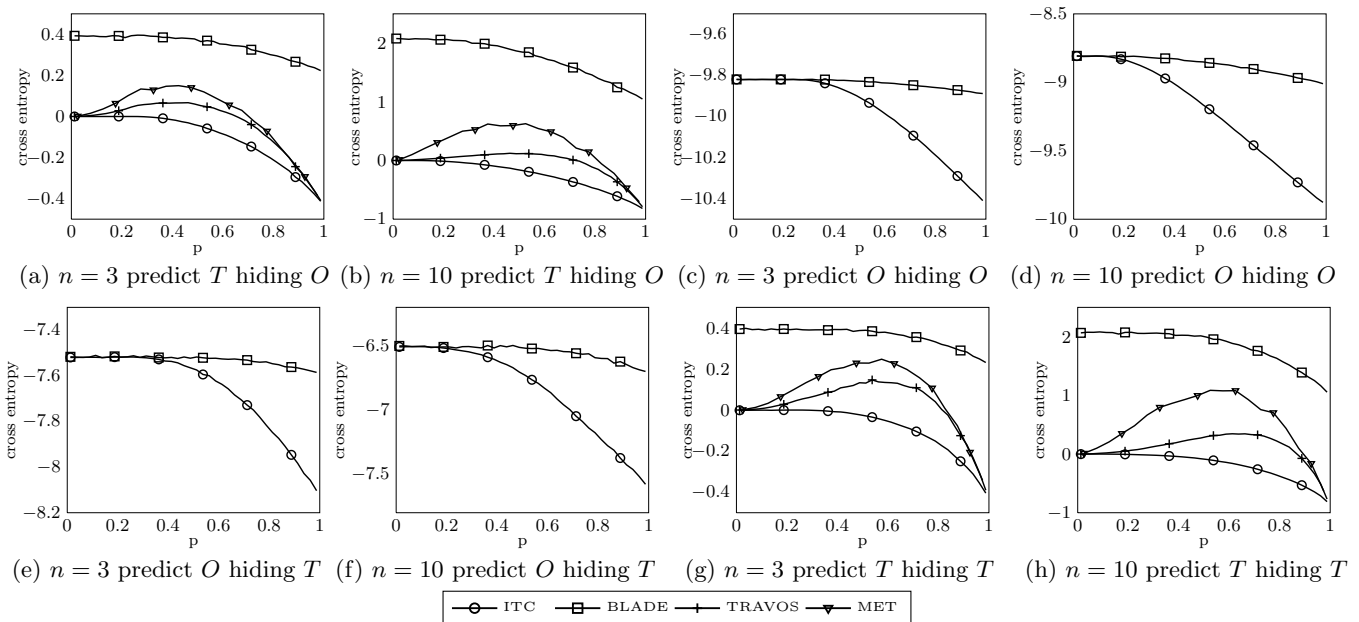 0.4
0.2
0
−0.2
−0.4
cross entropy
0 0.2 0.4 0.6 0.8 1
p
(a) n = 3 predict T hiding O
2
1
0
−1
cross entropy
0 0.2 0.4 0.6 0.8 1
p
(b) n = 10 predict T hiding O
−9.6
−9.8
−10
−10.2
−10.4
cross entropy
0 0.2 0.4 0.6 0.8 1
p
(c) n = 3 predict O hiding O
−8.5
−9
−9.5
−10
cross entropy
0 0.2 0.4 0.6 0.8 1
p
(d) n = 10 predict O hiding O
−7.4
−7.6
−7.8
−8
−8.2
cross entropy
0 0.2 0.4 0.6 0.8 1
p
(e) n = 3 predict O hiding T
−6.5
−7
−7.5
cross entropy
0 0.2 0.4 0.6 0.8 1
p
(f) n = 10 predict O hiding T
0.4
0.2
0
−0.2
−0.4
cross entropy
0 0.2 0.4 0.6 0.8 1
p
(g) n = 3 predict T hiding T
2
1
0
−1
cross entropy
0 0.2 0.4 0.6 0.8 1
p
(h) n = 10 predict T hiding T
ITC BLADE TRAVOS MET